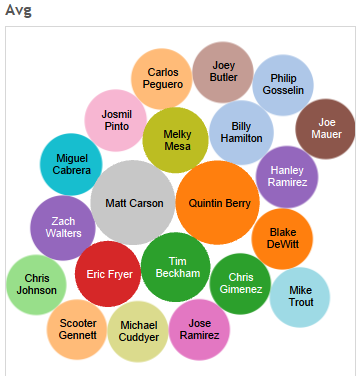 Avg
Joey
Butler
Carlos
Peguero
Philip
Gosselin
Josmil
Pinto
Melky
Mesa
Billy
Hamilton
Joe
Mauer
Miguel
Cabrera
Hanley
Ramirez
Matt Carson
Quintin Berry
Zach
Walters
Blake
DeWitt
Tim
Beckham
Eric Fryer
Chris
Gimenez
Chris
Johnson
Mike
Trout
Scooter
Gennett
Michael
Cuddyer
Jose
Ramirez